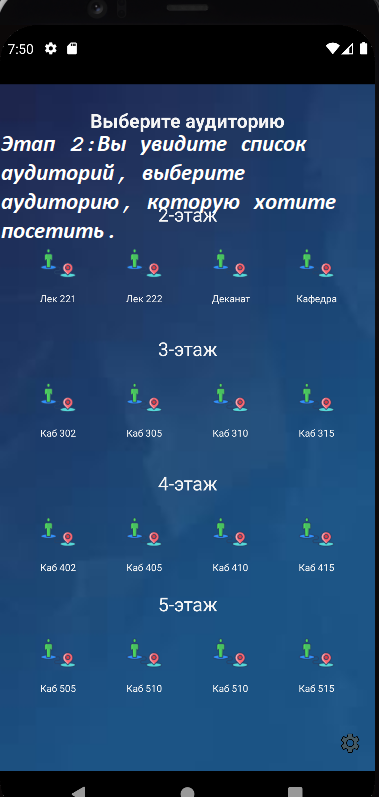 7:50
Выберите аудиторию
Этап 2:Вы увидите список
аудиторий, выберите
аудиторию, которую хотите
посетить.
2-этаж
Лек 221 Лек 222 Деканат Кафедра
3-этаж
Каб 302 Каб 305 Каб 310 Каб 315
4-этаж
Каб 402 Каб 405 Каб 410 Каб 415
5-этаж
Каб 505 Каб 510 Каб 510 Каб 515